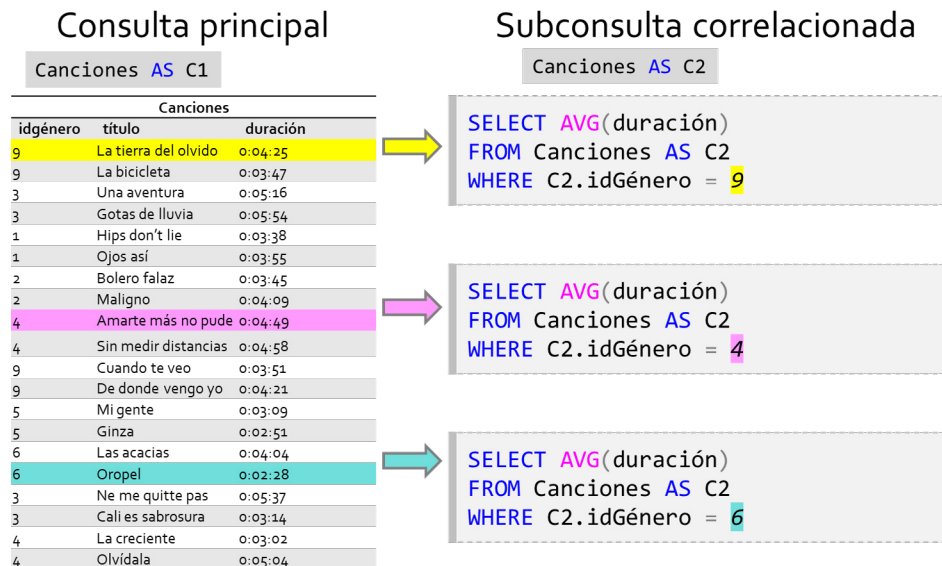 Consulta principal
Canciones AS C1
Canciones
idgénero título duración
9 La tierra del olvido 0:04:25
9 La bicicleta 0:03:47
3 Una aventura 0:05:16
3 Gotas de lluvia 0:05:54
1 Hips don't lie 0:03:38
1 Ojos así 0:03:55
2 Bolero falaz 0:03:45
2 Maligno 0:04:09
4 Amarte más no pude 0:04:49
4 Sin medir distancias 0:04:58
9 Cuando te veo 0:03:51
9 De donde vengo yo 0:04:21
5 Mi gente 0:03:09
5 Ginza 0:02:51
6 Las acacias 0:04:04
6 Oropel 0:02:28
3 Ne me quitte pas 0:05:37
3 Cali es sabrosura 0:03:14
4 La creciente 0:03:02
4 Olvídala 0:05:04
Subconsulta correlacionada
Canciones AS C2
SELECT AVG(duración)
FROM Canciones AS C2
WHERE C2.idGénero = 9
SELECT AVG(duración)
FROM Canciones AS C2
WHERE C2.idGénero = 4
SELECT AVG(duración)
FROM Canciones AS C2
WHERE C2.idGénero = 6